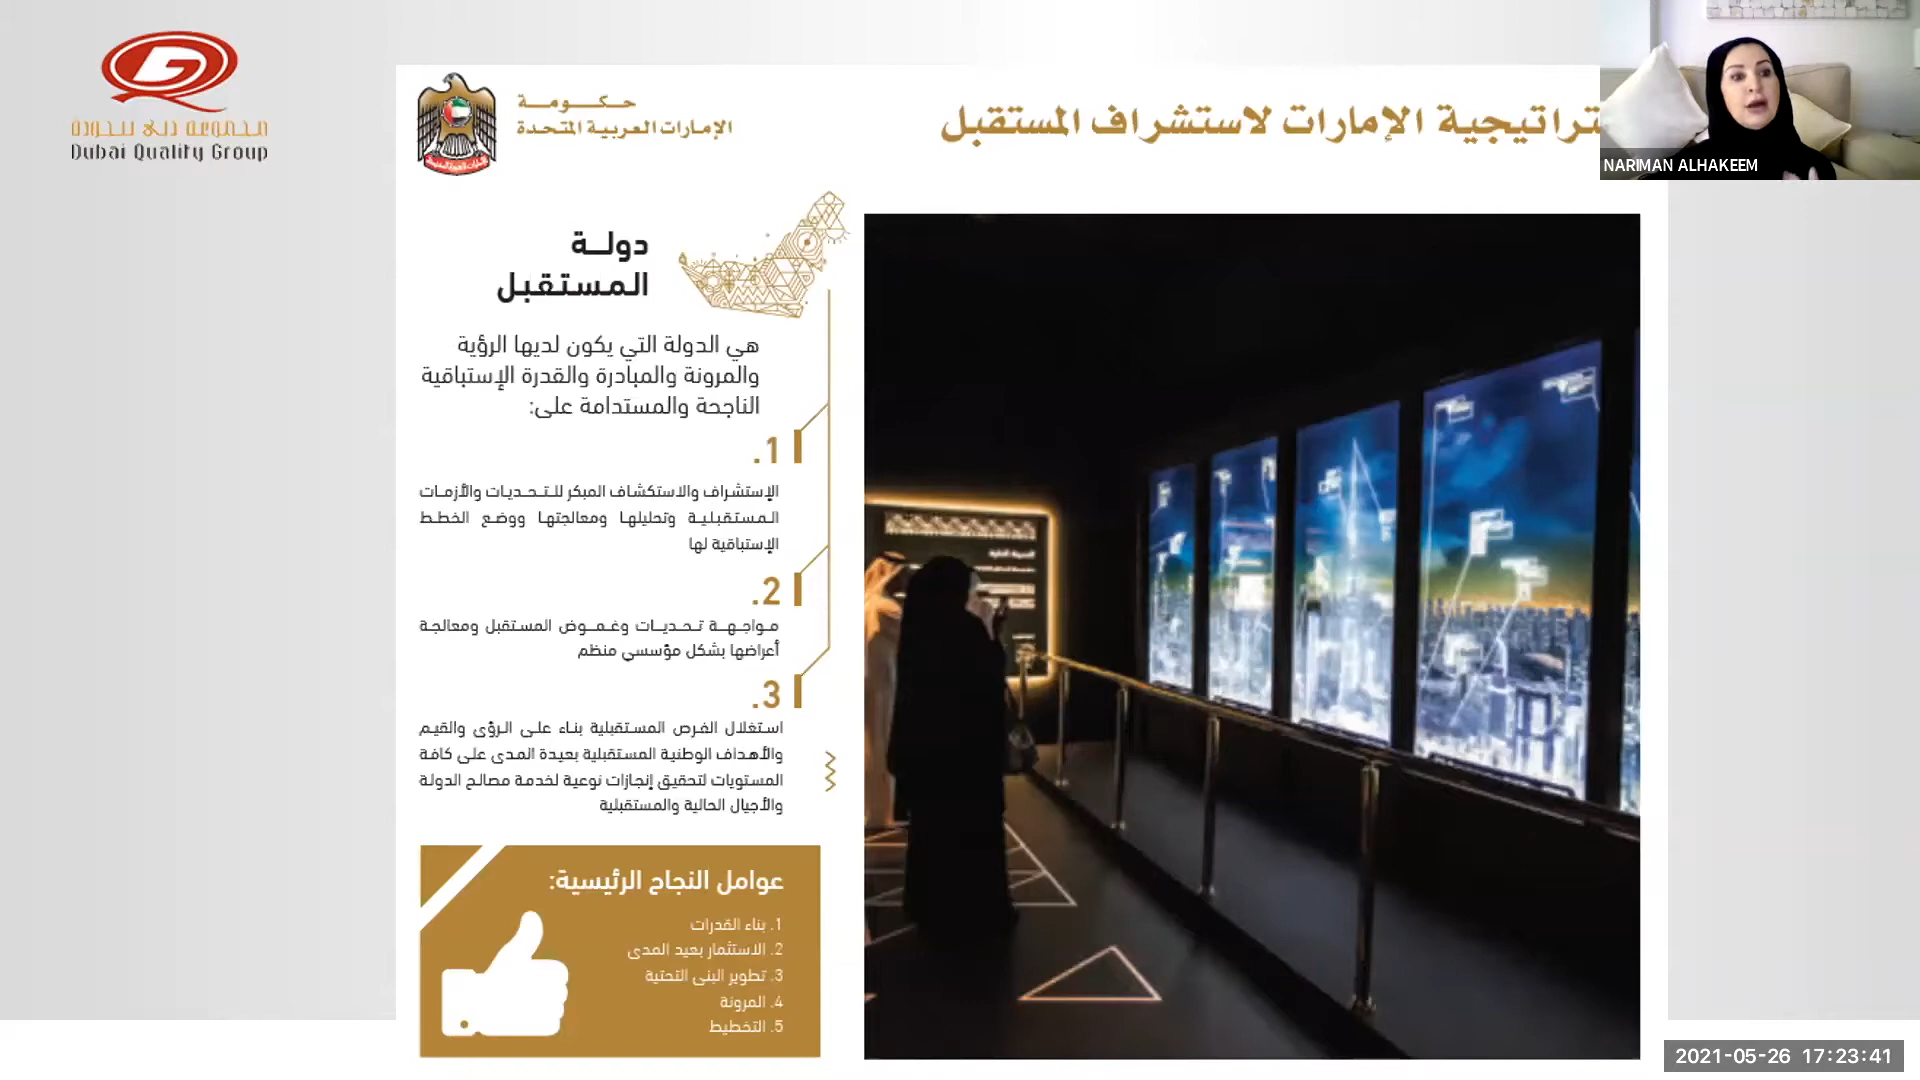 مجموعة دبي للجودة
Dubai Quality Group
حكـــومـــة
الإمارات العربية المتحدة
تراتيجية الإمارات لاستشراف المستقبل
NARIMAN ALHAKEEM
دولــة
المستقبل
هي الدولة التي يكون لديها الرؤية
والمرونة والمبادرة والقدرة الإستباقية
الناجحة والمستدامة على:
1.
الإستشراف والاستكشاف المبكر للتحديات والأزمات
المستقبلية وتحليلها ومعالجتها ووضع الخطط
الإستباقية لها
2.
مواجهة تحديات وغموض المستقبل ومعالجة
أعراضها بشكل مؤسسي منظم
3.
استغلال الفرص المستقبلية بناء على الرؤى والقيم
والأهداف الوطنية المستقبلية بعيدة المدى على كافة
المستويات لتحقيق إنجازات نوعية لخدمة مصالح الدولة
والأجيال الحالية والمستقبلية
عوامل النجاح الرئيسية:
1. بناء القدرات
2. الاستثمار بعيد المدى
3. تطوير البنى التحتية
4. المرونة
5. التخطيط
2021-05-26 17:23:41